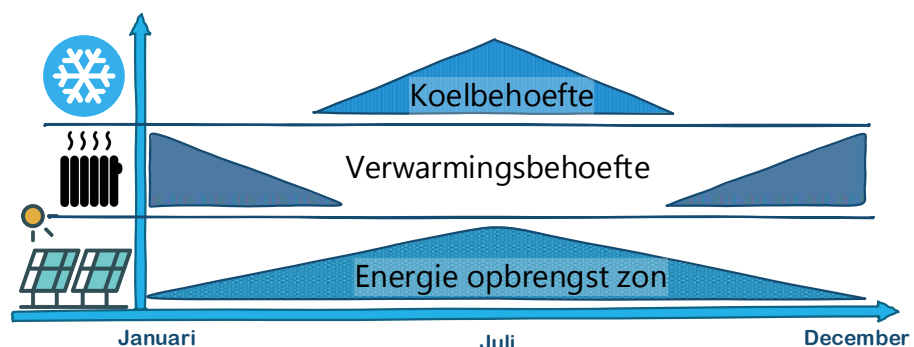 Koelbehoefte
Verwarmingsbehoefte
Energie opbrengst zon
Januari
Juli
December